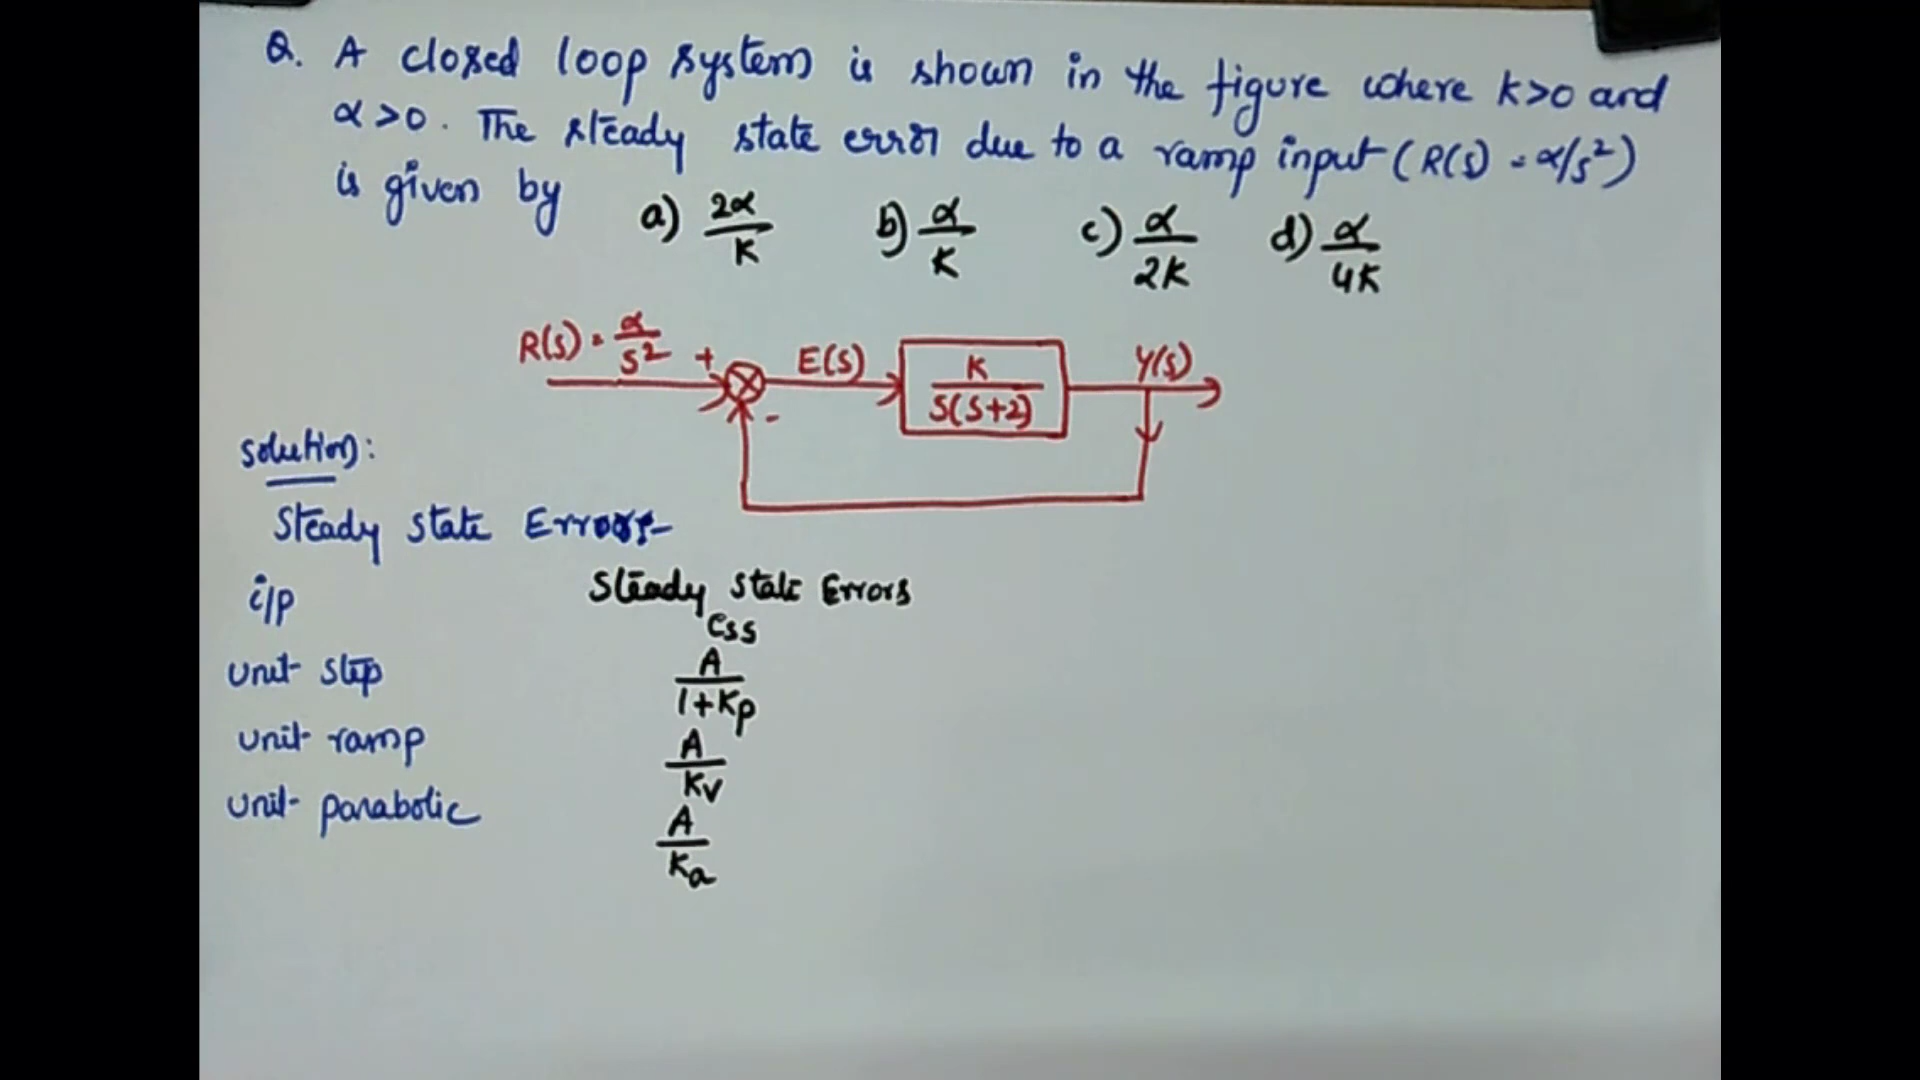 Q. A closed loop system is shown in the figure where k>0 and
α>0. The steady state error due to a ramp input (R(s) = α/s²)
is given by a) 2α/K b) α/K c) α/2K d) α/4K
R(s) = α/s² + E(s) K/S(S+2) Y(s)
-
solution:
Steady state Errors:-
i/p Steady State Errors
ess
unit step A/1+Kp
unit ramp A/Kv
unit parabolic A/Ka